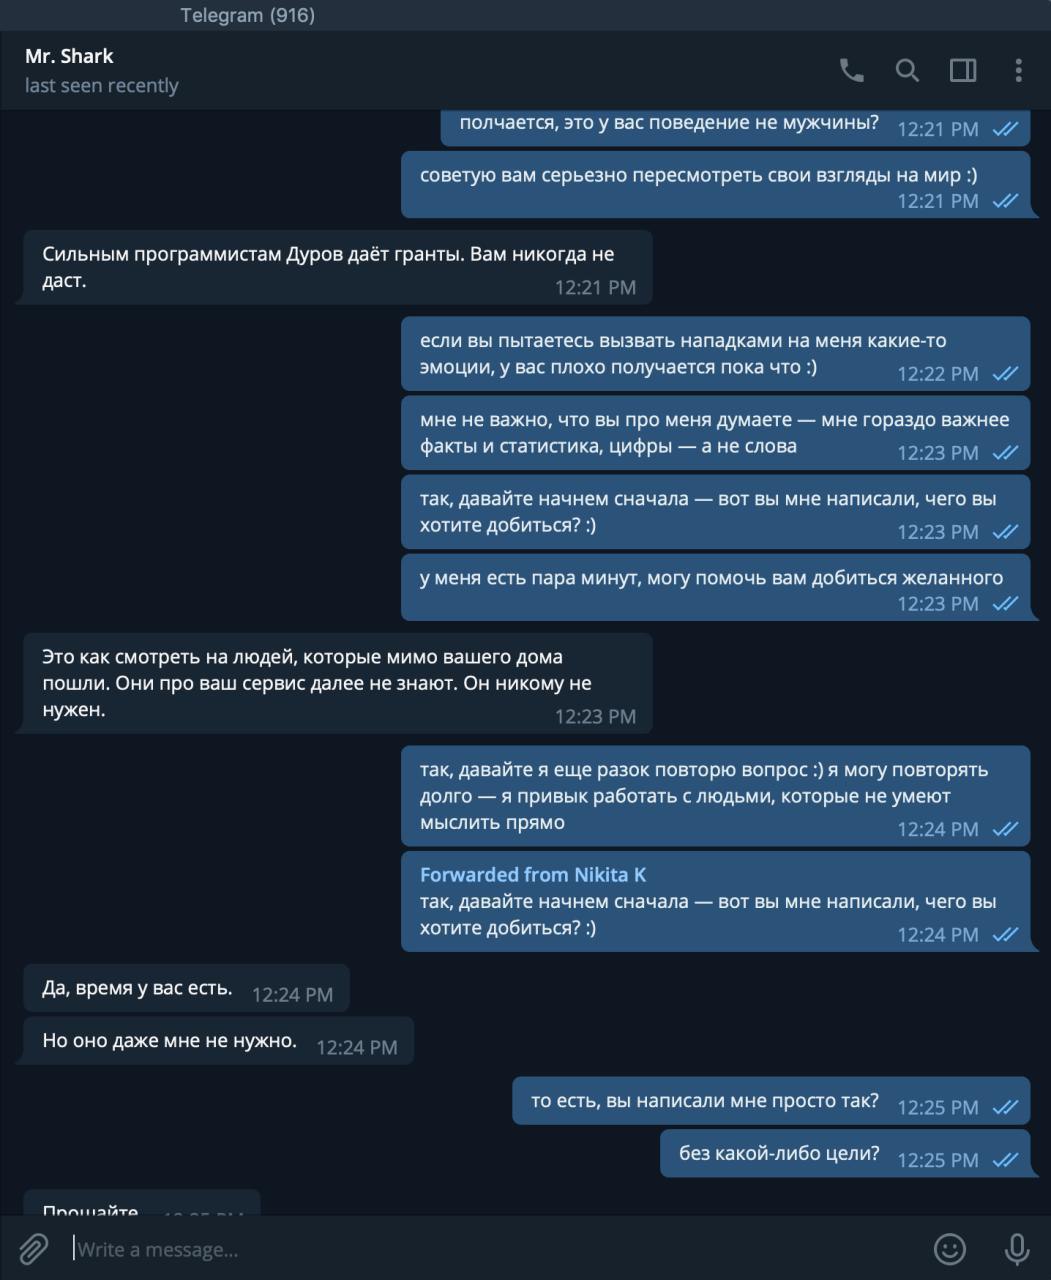 Telegram (916)
Mr. Shark
last seen recently
полчается, это у вас поведение не мужчины? 12:21 PM
советую вам серьезно пересмотреть свои взгляды на мир :)
12:21 PM
Сильным программистам Дуров даёт гранты. Вам никогда не
даст. 12:21 PM
если вы пытаетесь вызвать нападками на меня какие-то
эмоции, у вас плохо получается пока что :) 12:22 PM
мне не важно, что вы про меня думаете — мне гораздо важнее
факты и статистика, цифры — а не слова 12:23 PM
так, давайте начнем сначала — вот вы мне написали, чего вы
хотите добиться? :) 12:23 PM
у меня есть пара минут, могу помочь вам добиться желанного
12:23 PM
Это как смотреть на людей, которые мимо вашего дома
пошли. Они про ваш сервис далее не знают. Он никому не
нужен. 12:23 PM
так, давайте я еще разок повторю вопрос :) я могу повторять
долго — я привык работать с людьми, которые не умеют
мыслить прямо 12:24 PM
Forwarded from Nikita K
так, давайте начнем сначала — вот вы мне написали, чего вы
хотите добиться? :) 12:24 PM
Да, время у вас есть. 12:24 PM
Но оно даже мне не нужно. 12:24 PM
то есть, вы написали мне просто так? 12:25 PM
без какой-либо цели? 12:25 PM
Прощайте 12:25 PM
Write a message...